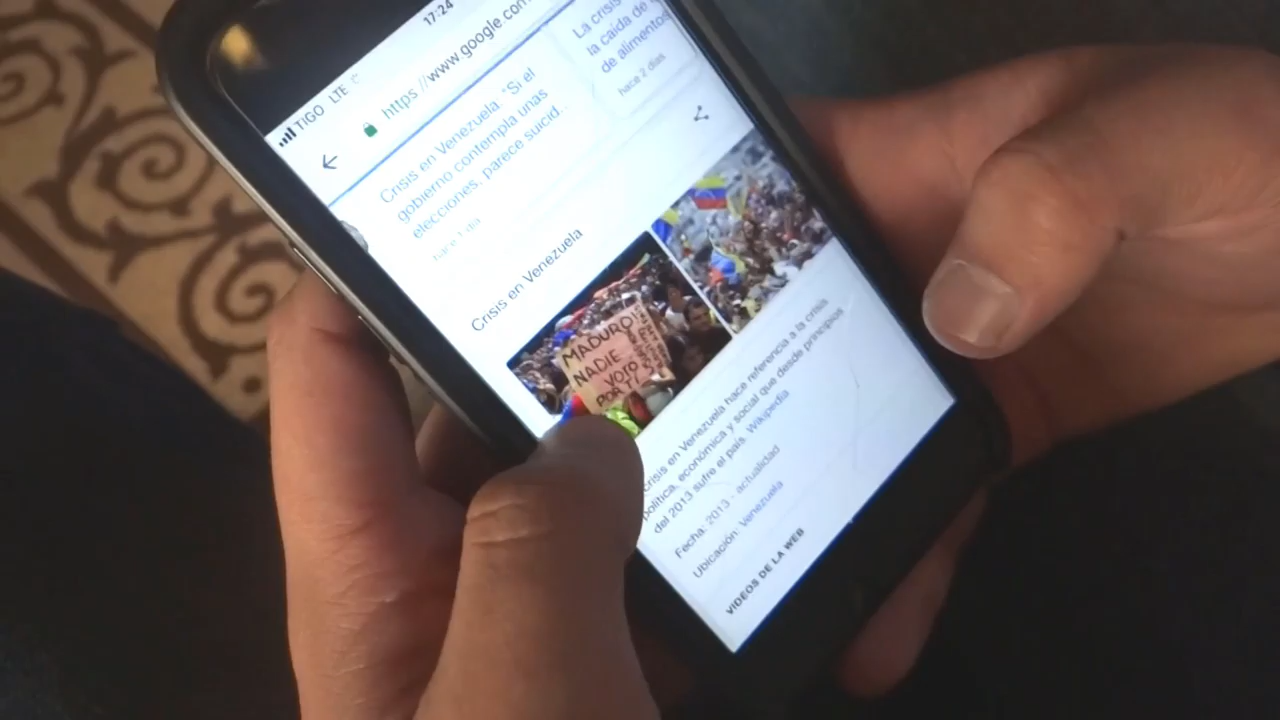 17:24
TIGO LTE
https://www.google.com
Crisis en Venezuela. "Si el
gobierno contempla unas
elecciones, parece suicid...
hace 1 día
La crisis
la caída de
de alimentos
hace 2 días
Crisis en Venezuela
MADURO!
NADIE
VOTO
POR TI
crisis en Venezuela hace referencia a la crisis
política, económica y social que desde principios
del 2013 sufre el país. Wikipedia
Fecha: 2013 - actualidad
Ubicación: Venezuela
VIDEOS DE LA WEB